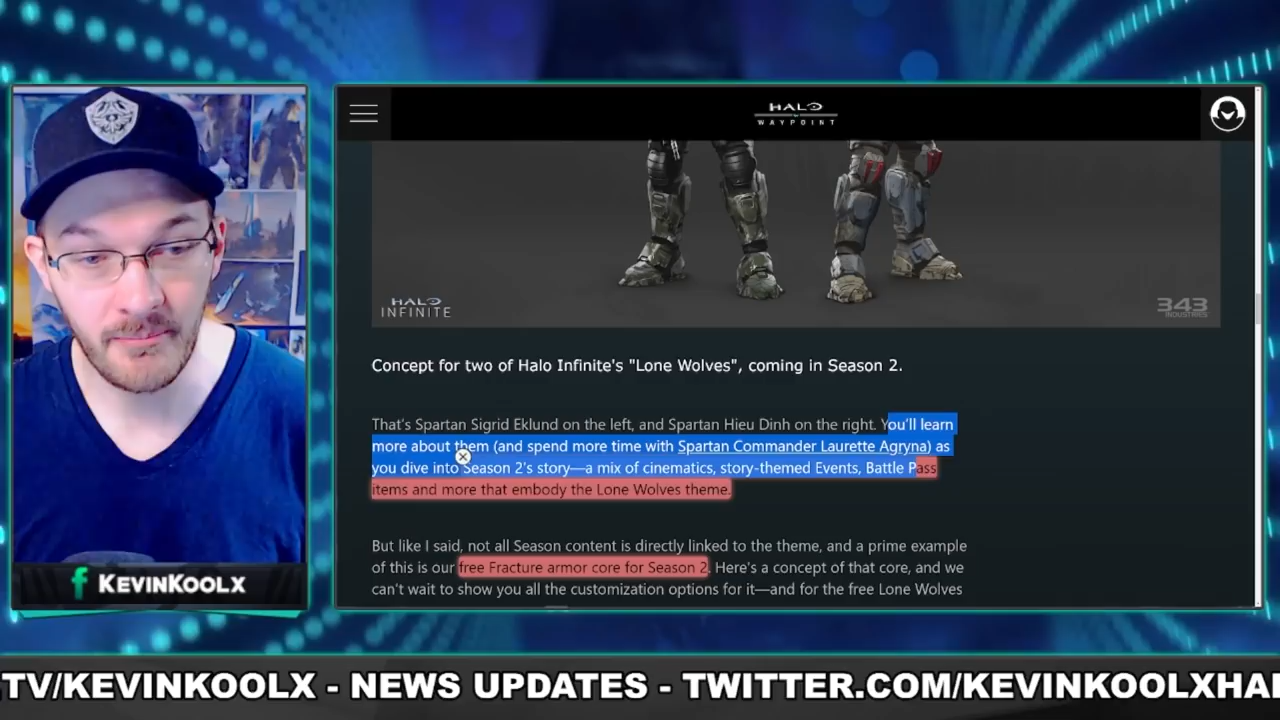 HALO
WAYPOINT
HALO
INFINITE
343
INDUSTRIES
Concept for two of Halo Infinite's "Lone Wolves", coming in Season 2.
That's Spartan Sigrid Eklund on the left, and Spartan Hieu Dinh on the right. You'll learn
more about them (and spend more time with Spartan Commander Laurette Agryna) as
you dive into Season 2's story—a mix of cinematics, story-themed Events, Battle Pass
items and more that embody the Lone Wolves theme.
But like I said, not all Season content is directly linked to the theme, and a prime example
of this is our free Fracture armor core for Season 2. Here's a concept of that core, and we
can't wait to show you all the customization options for it—and for the free Lone Wolves
f KEVINKOOLX
.TV/KEVINKOOLX - NEWS UPDATES - TWITTER.COM/KEVINKOOLXHAL